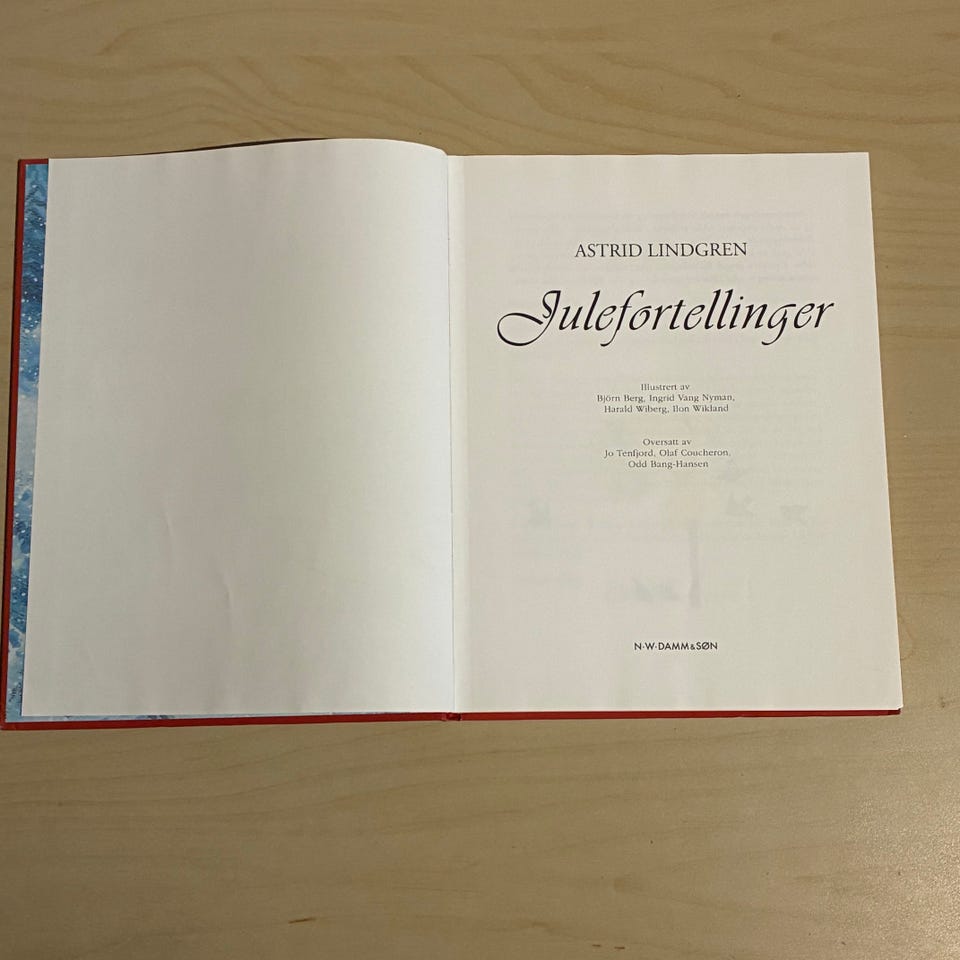 ASTRID LINDGREN
Julefortellinger
Illustrert av
Björn Berg, Ingrid Vang Nyman,
Harald Wiberg, Ilon Wikland
Oversatt av
Jo Tenfjord, Olaf Coucheron,
Odd Bang-Hansen
N·W·DAMM&SØN